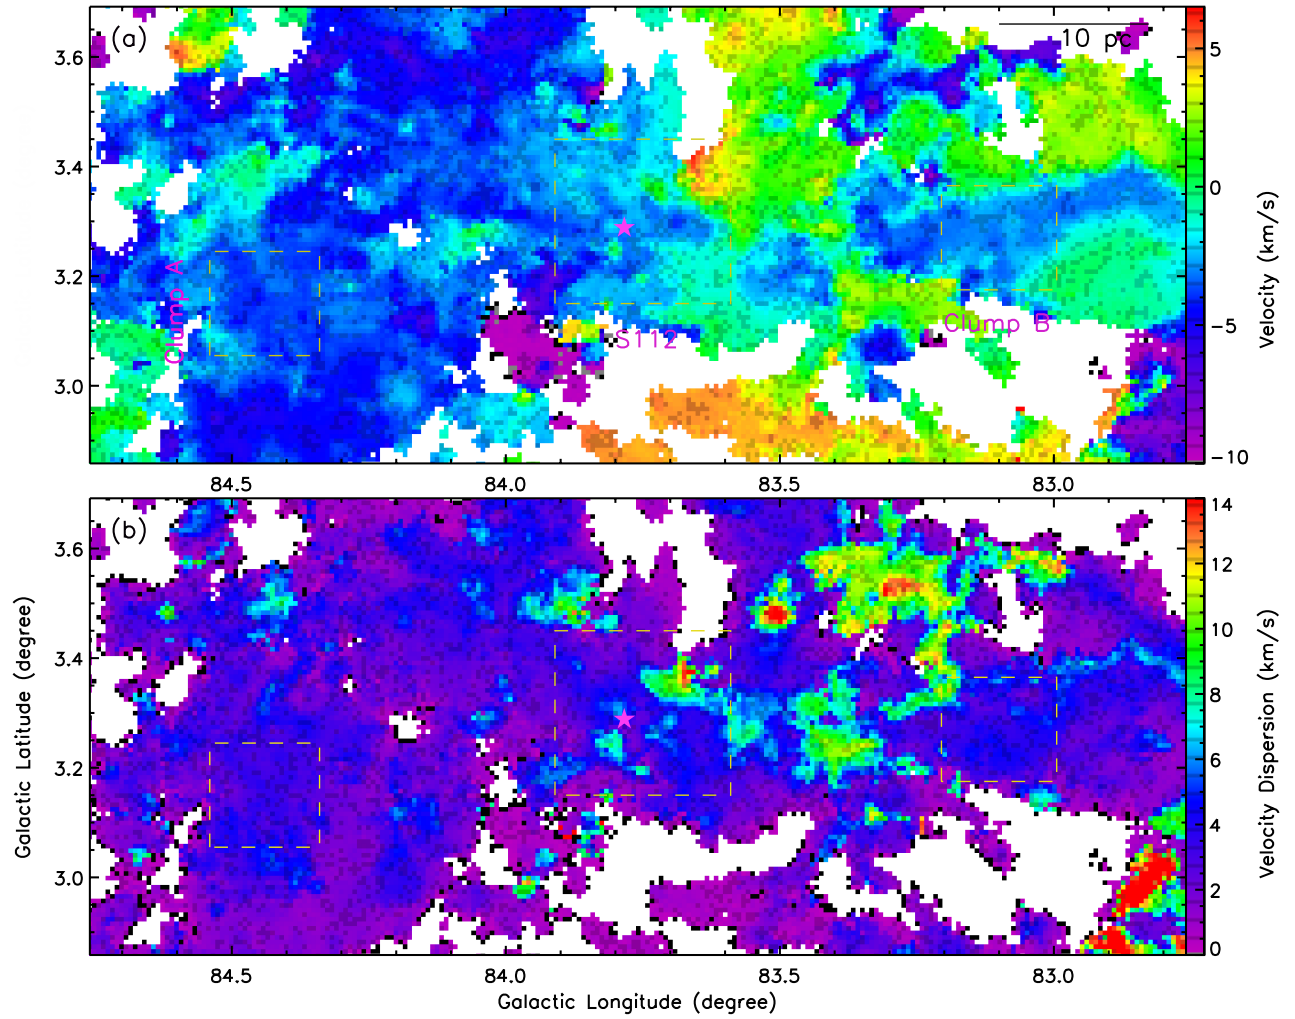 (a)
10 pc
3.6
3.4
3.2
3.0
Clump A
S112
Clump B
84.5
84.0
83.5
83.0
5
0
−5
−10
Velocity (km/s)
(b)
3.6
3.4
3.2
3.0
Galactic Latitude (degree)
84.5
84.0
83.5
83.0
Galactic Longitude (degree)
14
12
10
8
6
4
2
0
Velocity Dispersion (km/s)